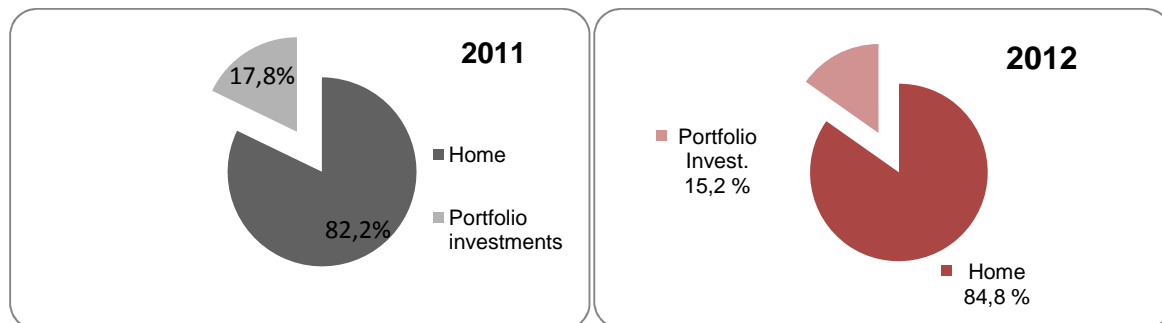 2011
17,8%
Home
82,2%
Portfolio
investments
2012
Portfolio
Invest.
15,2 %
Home
84,8 %